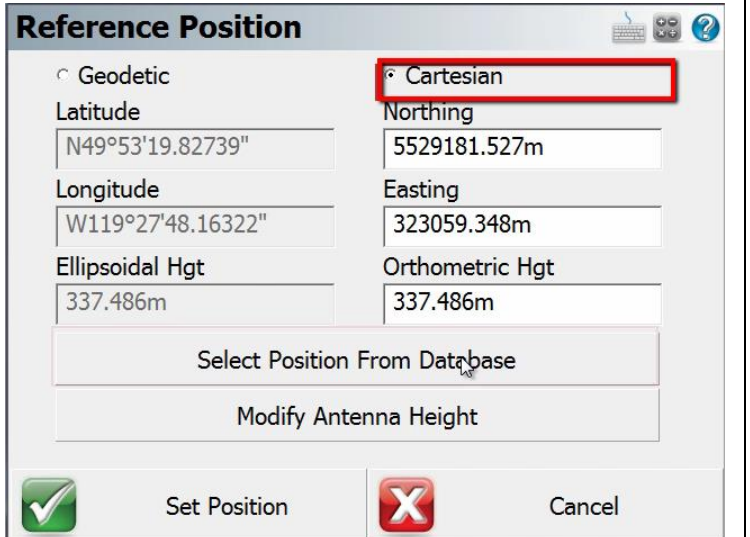 Reference Position
Geodetic
Cartesian
Latitude
Northing
N49°53'19.82739"
5529181.527m
Longitude
Easting
W119°27'48.16322"
323059.348m
Ellipsoidal Hgt
Orthometric Hgt
337.486m
337.486m
Select Position From Database
Modify Antenna Height
Set Position
Cancel